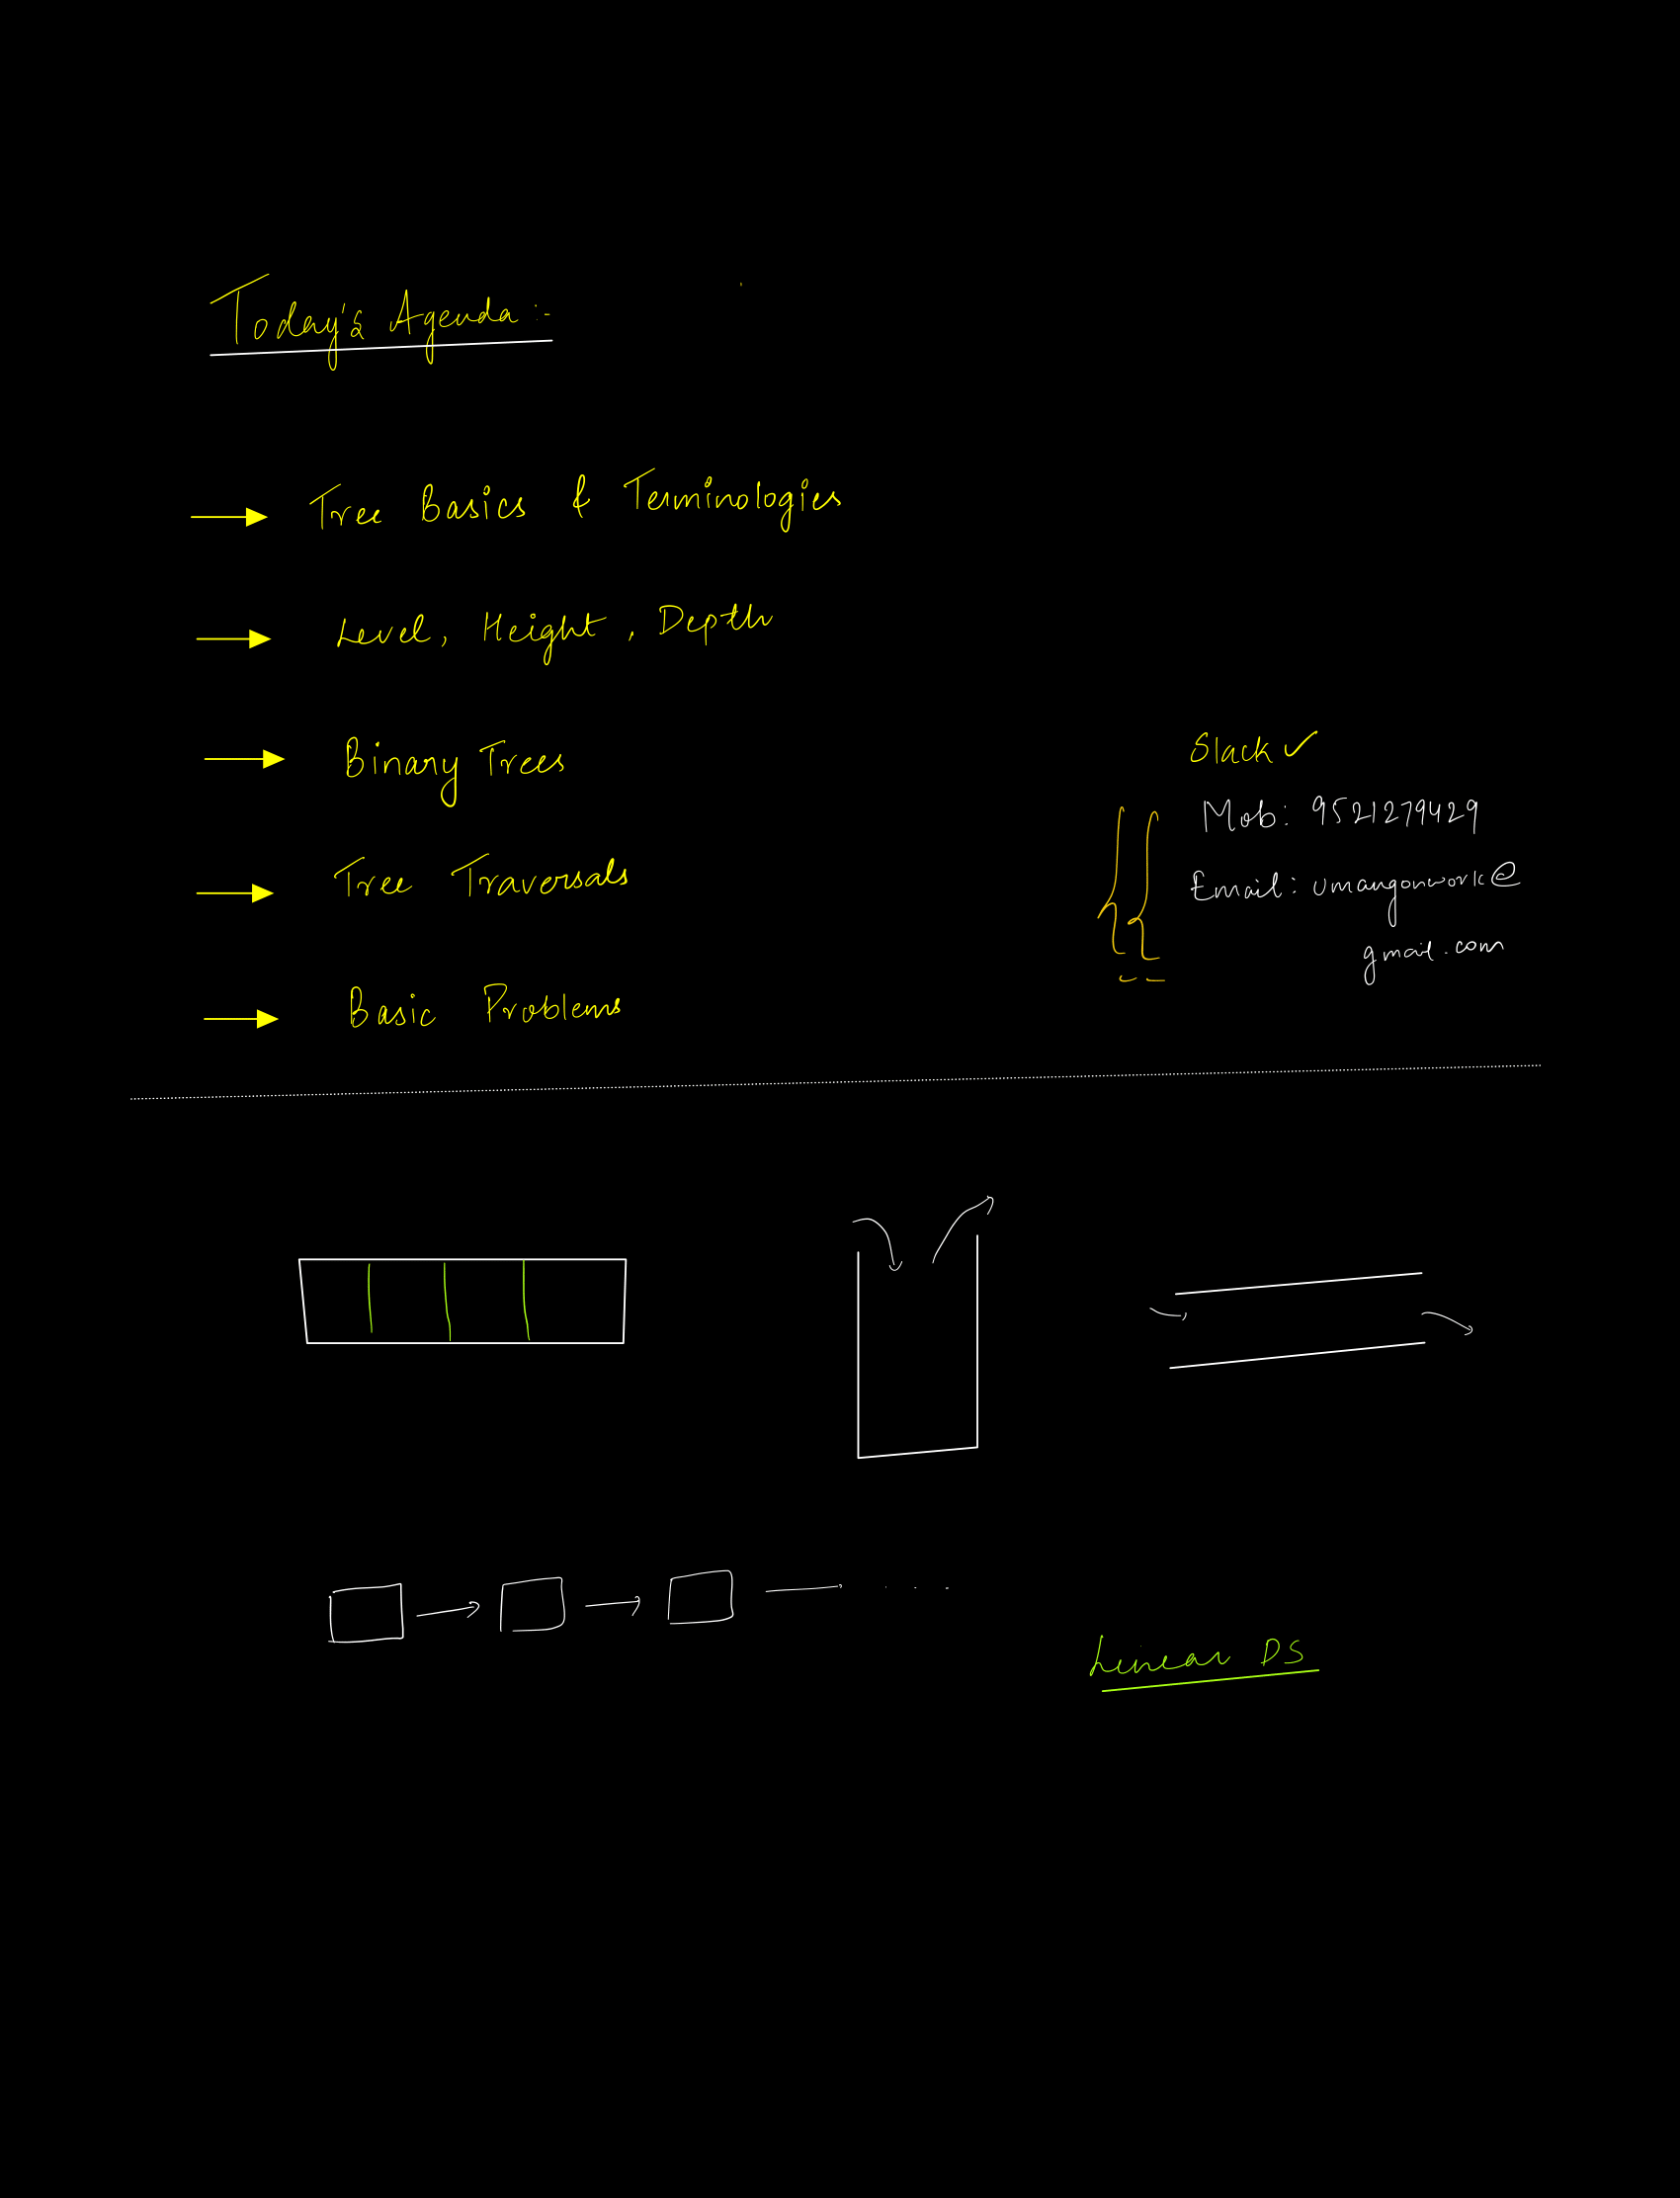 Today's Agenda :-
Tree Basics & Terminologies
Level, Height, Depth
Binary Trees
Tree Traversals
Basic Problems
Slack ✓
Mob: 9521279429
Email: umangonwork@
gmail.com
Linear DS